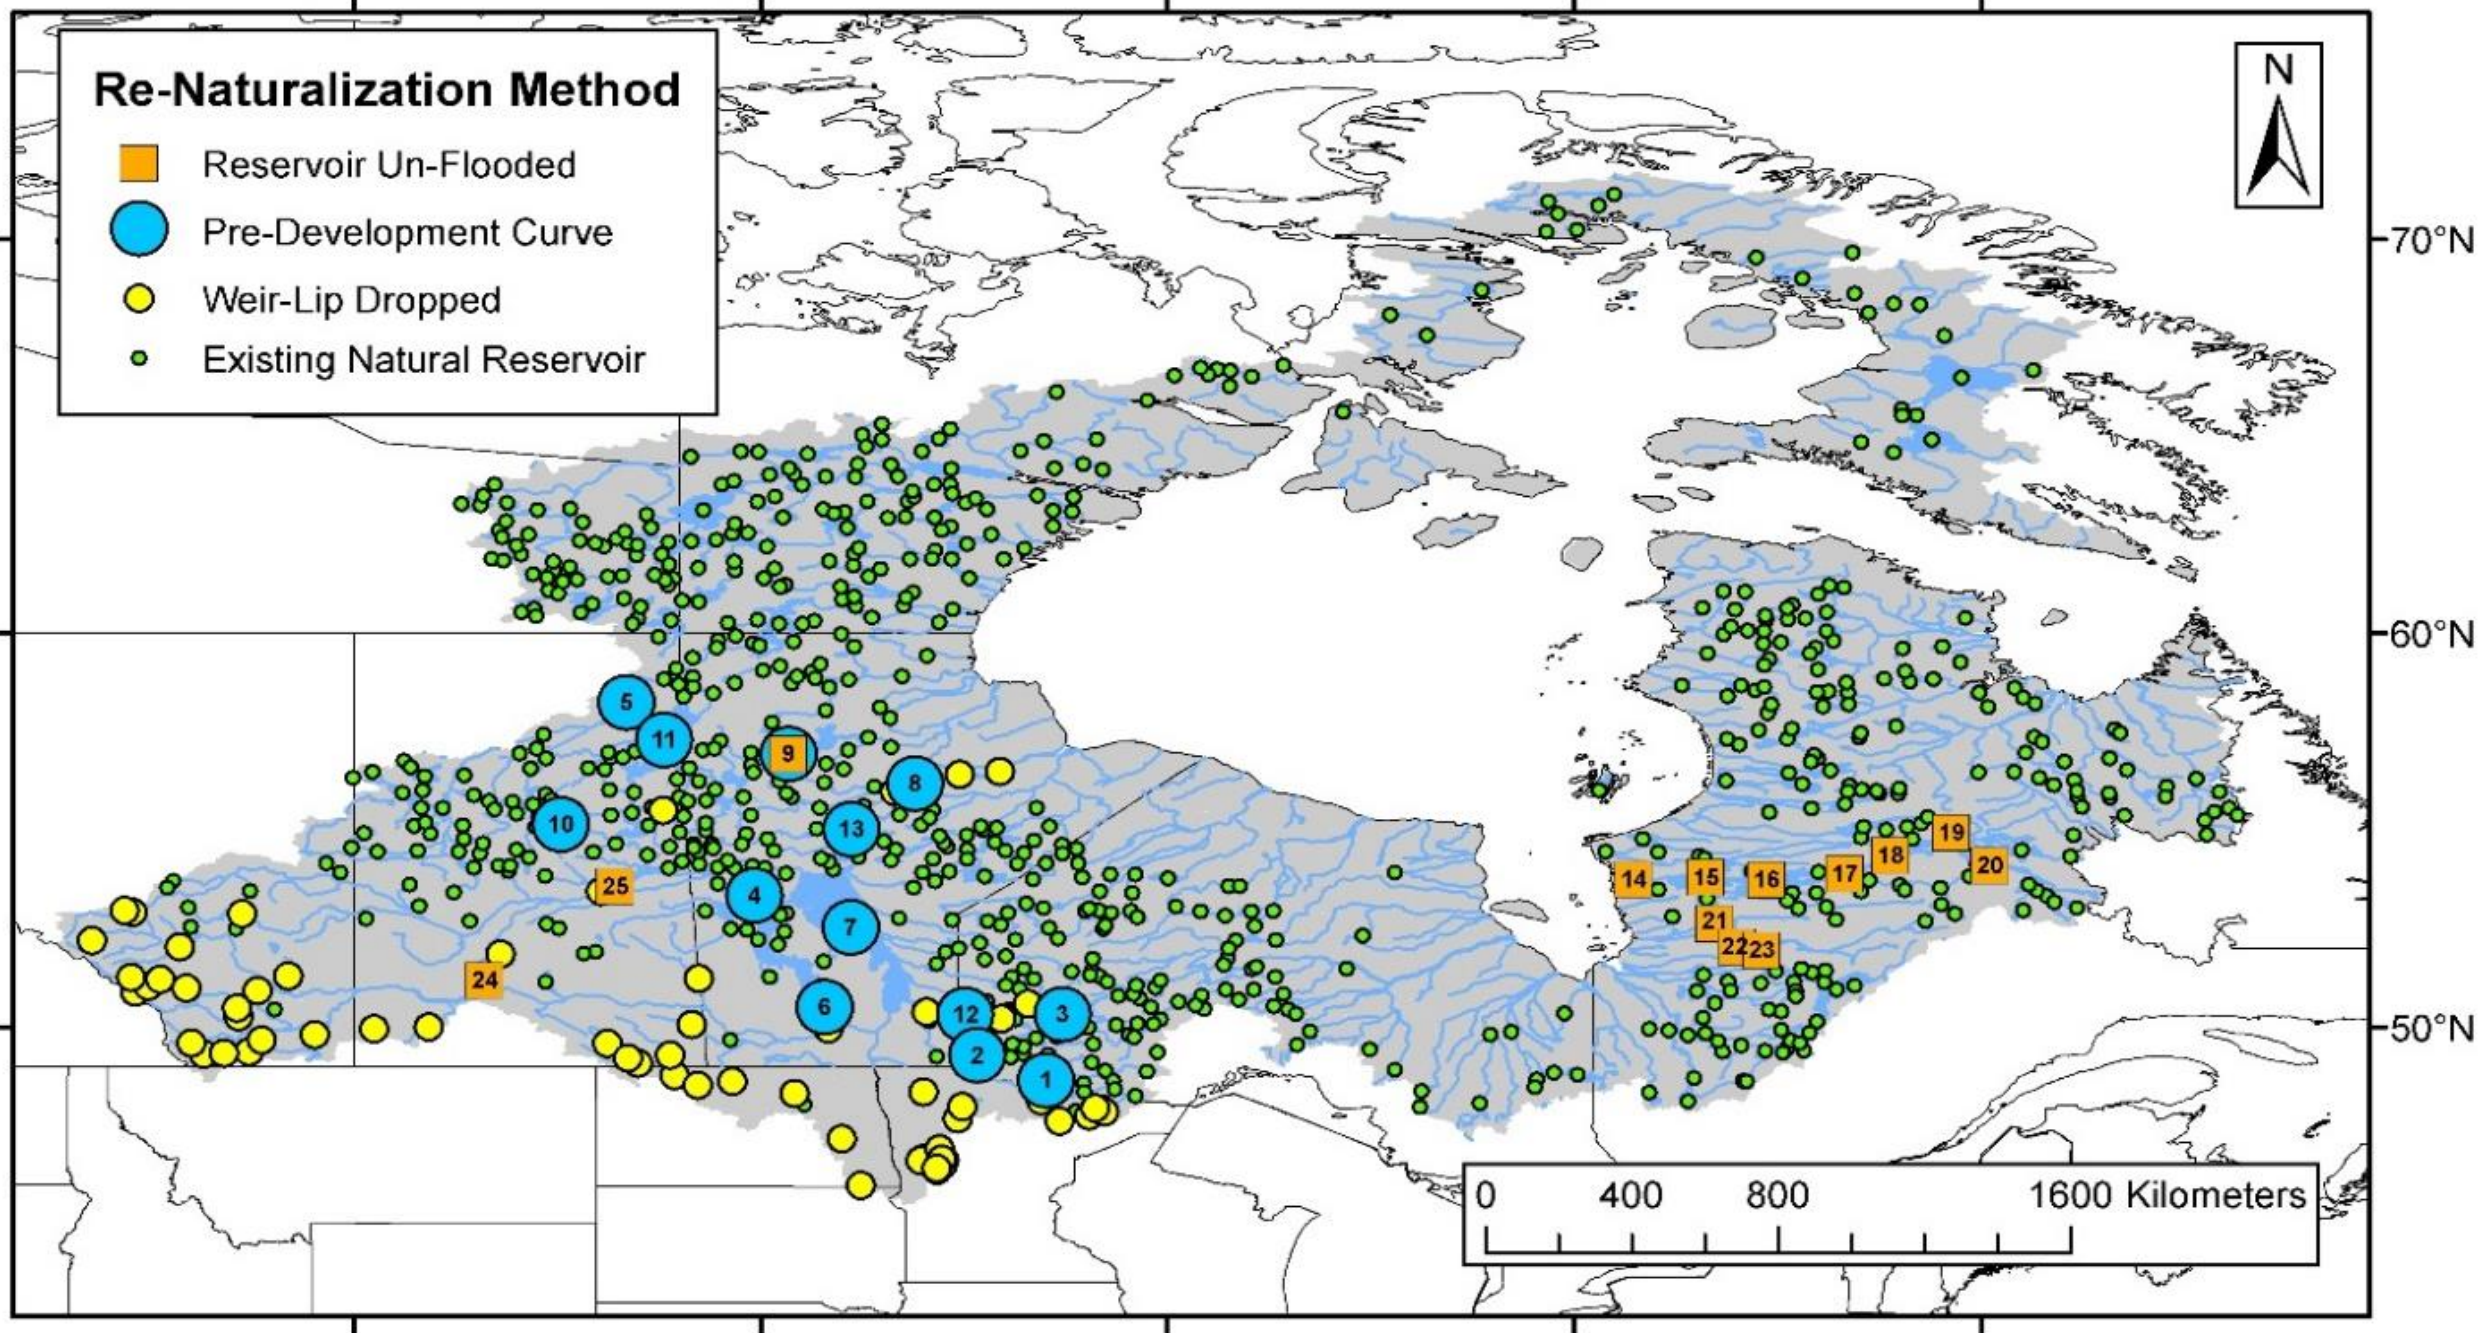 Re-Naturalization Method
Reservoir Un-Flooded
Pre-Development Curve
Weir-Lip Dropped
Existing Natural Reservoir
N
70°N
60°N
50°N
5
11
9
8
10
13
25
4
7
24
6
12
3
2
1
19
18
20
14
15
16
17
21
22
23
0 400 800 1600 Kilometers